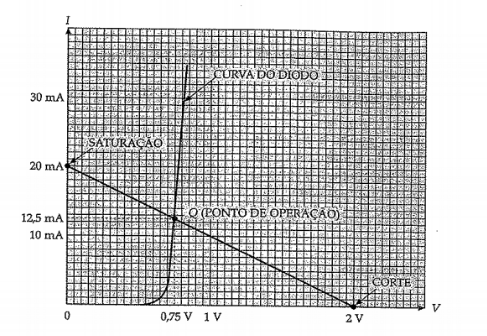 I
CURVA DO DIODO
30 mA
SATURAÇÃO
20 mA
Q (PONTO DE OPERAÇÃO)
12,5 mA
10 mA
CORTE
V
0
0,75 V
1 V
2 V